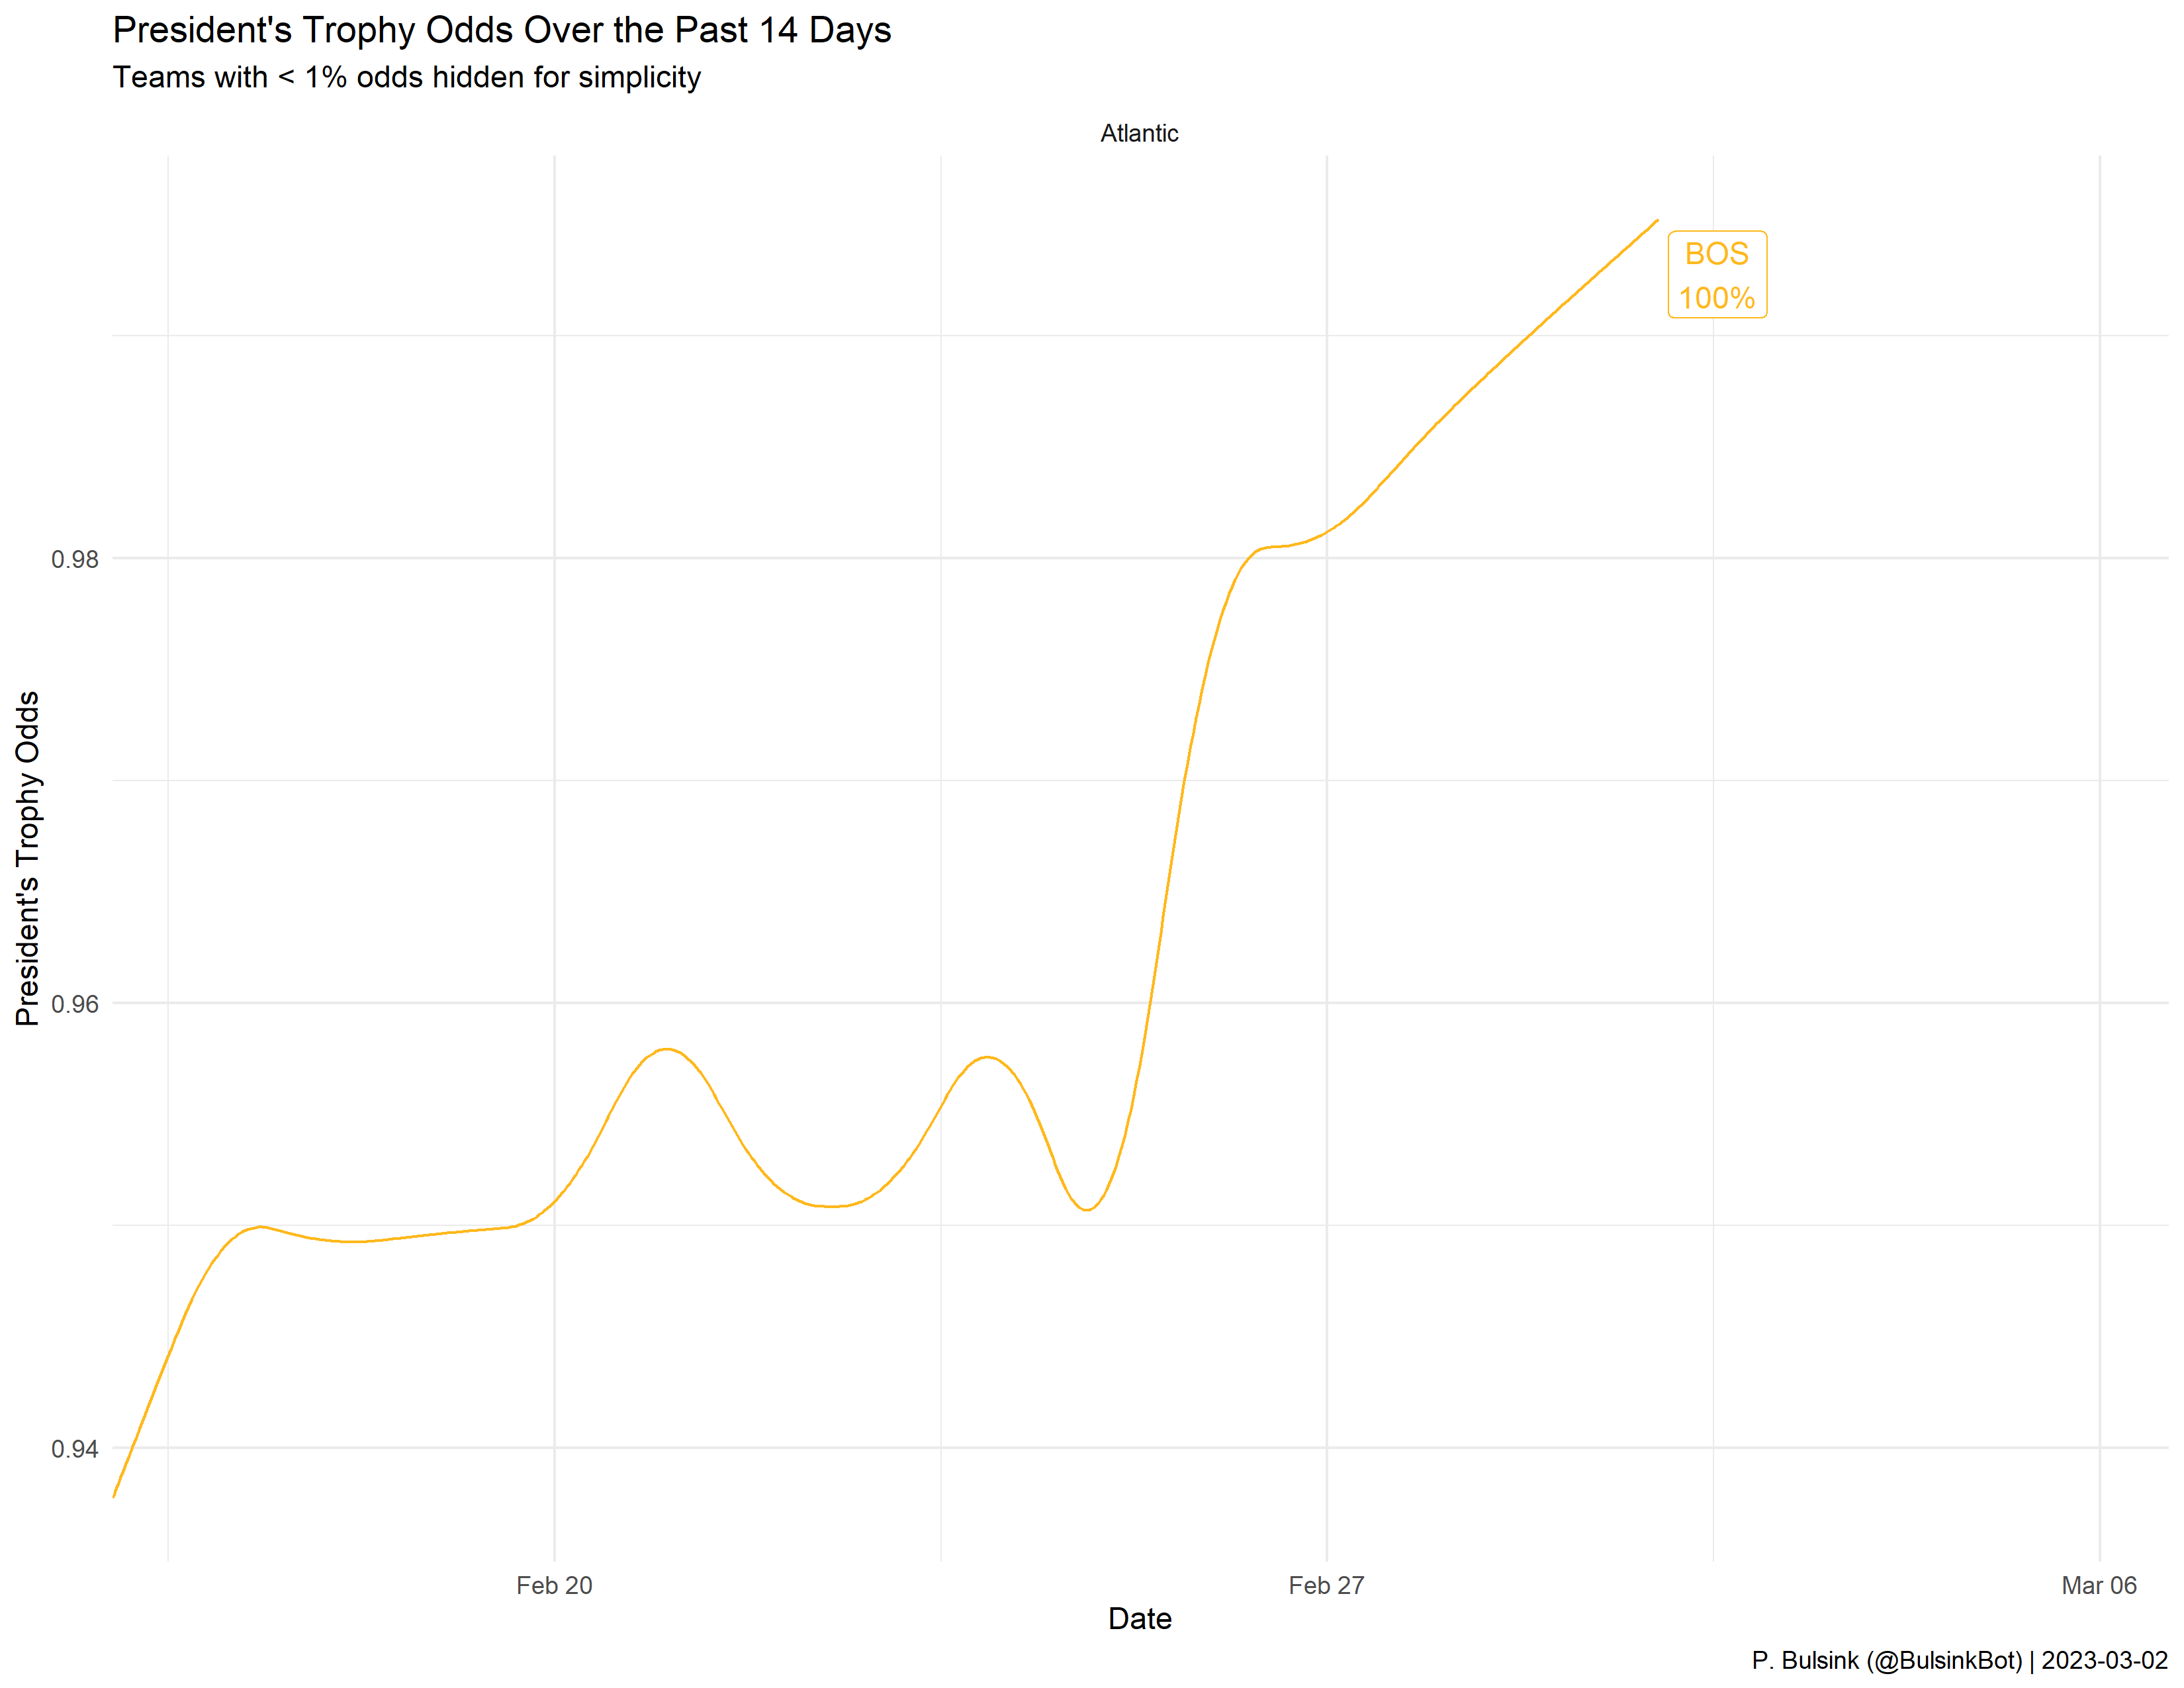 President's Trophy Odds Over the Past 14 Days
Teams with < 1% odds hidden for simplicity
Atlantic
BOS
100%
President's Trophy Odds
0.98
0.96
0.94
Feb 20
Feb 27
Mar 06
Date
P. Bulsink (@BulsinkBot) | 2023-03-02